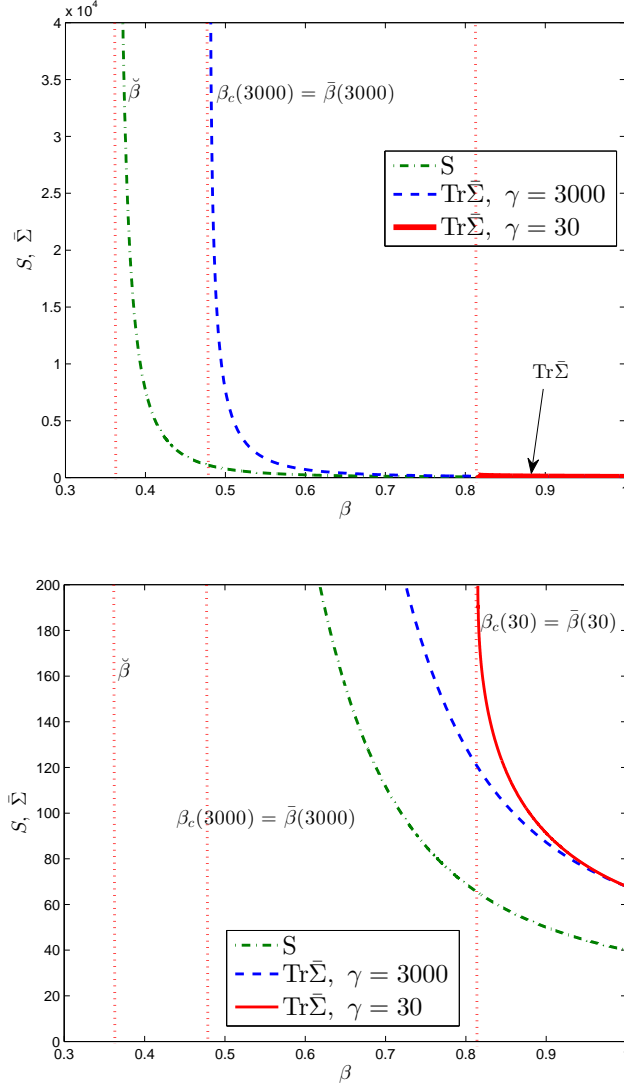 x 10⁴
4
3.5
3
2.5
2
1.5
1
0.5
0
S, Σ̄
β̆
β_c(3000) = β̄(3000)
S
TrΣ̄, γ = 3000
TrΣ̄, γ = 30
TrΣ̄
0.3 0.4 0.5 0.6 0.7 0.8 0.9 1
β
200
180
160
140
120
100
80
60
40
20
0
S, Σ̄
β_c(30) = β̄(30)
β̆
β_c(3000) = β̄(3000)
S
TrΣ̄, γ = 3000
TrΣ̄, γ = 30
0.3 0.4 0.5 0.6 0.7 0.8 0.9 1
β